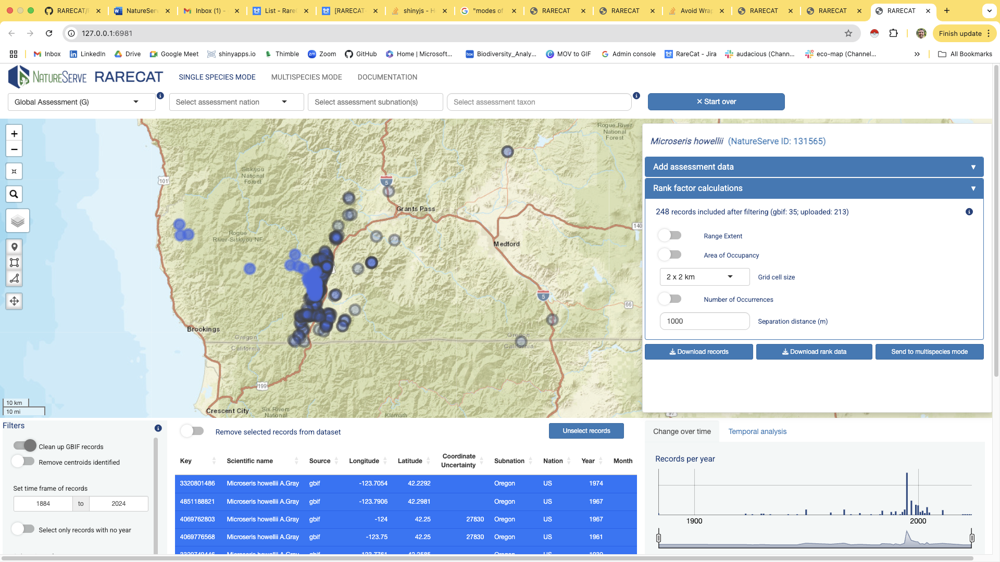 RARECAT/
NatureServ
Inbox (1) -
List - Rare
[RARECAT-
shinyjs - H
"modes of
RARECAT
RARECAT
Avoid Wrap
RARECAT
RARECAT
RARECAT
127.0.0.1:6981
Finish update
Inbox
LinkedIn
Drive
Google Meet
shinyapps.io
Thimble
Zoom
GitHub
Home | Microsoft...
Biodiversity_Analy...
MOV to GIF
Admin console
RareCat - Jira
audacious (Chann...
eco-map (Channel...
All Bookmarks
NatureServe RARECAT
SINGLE SPECIES MODE
MULTISPECIES MODE
DOCUMENTATION
Global Assessment (G)
Select assessment nation
Select assessment subnation(s)
Select assessment taxon
× Start over
+
−
Rogue River
National
Forest
Siskiyou
National
Forest
101
5
Grants Pass
Rogue
River-Siskiyou NF
140
Medford
5
66
Brookings
Oregon
California
Oregon
California
199
Crescent City
Six Rivers
National
Klamath
97
10 km
10 mi
Microseris howellii (NatureServe ID: 131565)
Add assessment data
Rank factor calculations
248 records included after filtering (gbif: 35; uploaded: 213)
Range Extent
Area of Occupancy
2 x 2 km
Grid cell size
Number of Occurrences
1000
Separation distance (m)
Download records
Download rank data
Send to multispecies mode
Filters
Clean up GBIF records
Remove centroids identified
Set time frame of records
1884 to 2024
Select only records with no year
Remove selected records from dataset
Unselect records
Key Scientific name Source Longitude Latitude Coordinate Uncertainty Subnation Nation Year Month
3320801486 Microseris howellii A.Gray gbif -123.7054 42.2292 Oregon US 1974
4851188821 Microseris howellii A.Gray gbif -123.7906 42.2981 Oregon US 1967
4069762803 Microseris howellii A.Gray gbif -124 42.25 27830 Oregon US 1967
4069776568 Microseris howellii A.Gray gbif -123.75 42.25 27830 Oregon US 1961
Change over time
Temporal analysis
Records per year
1900
2000